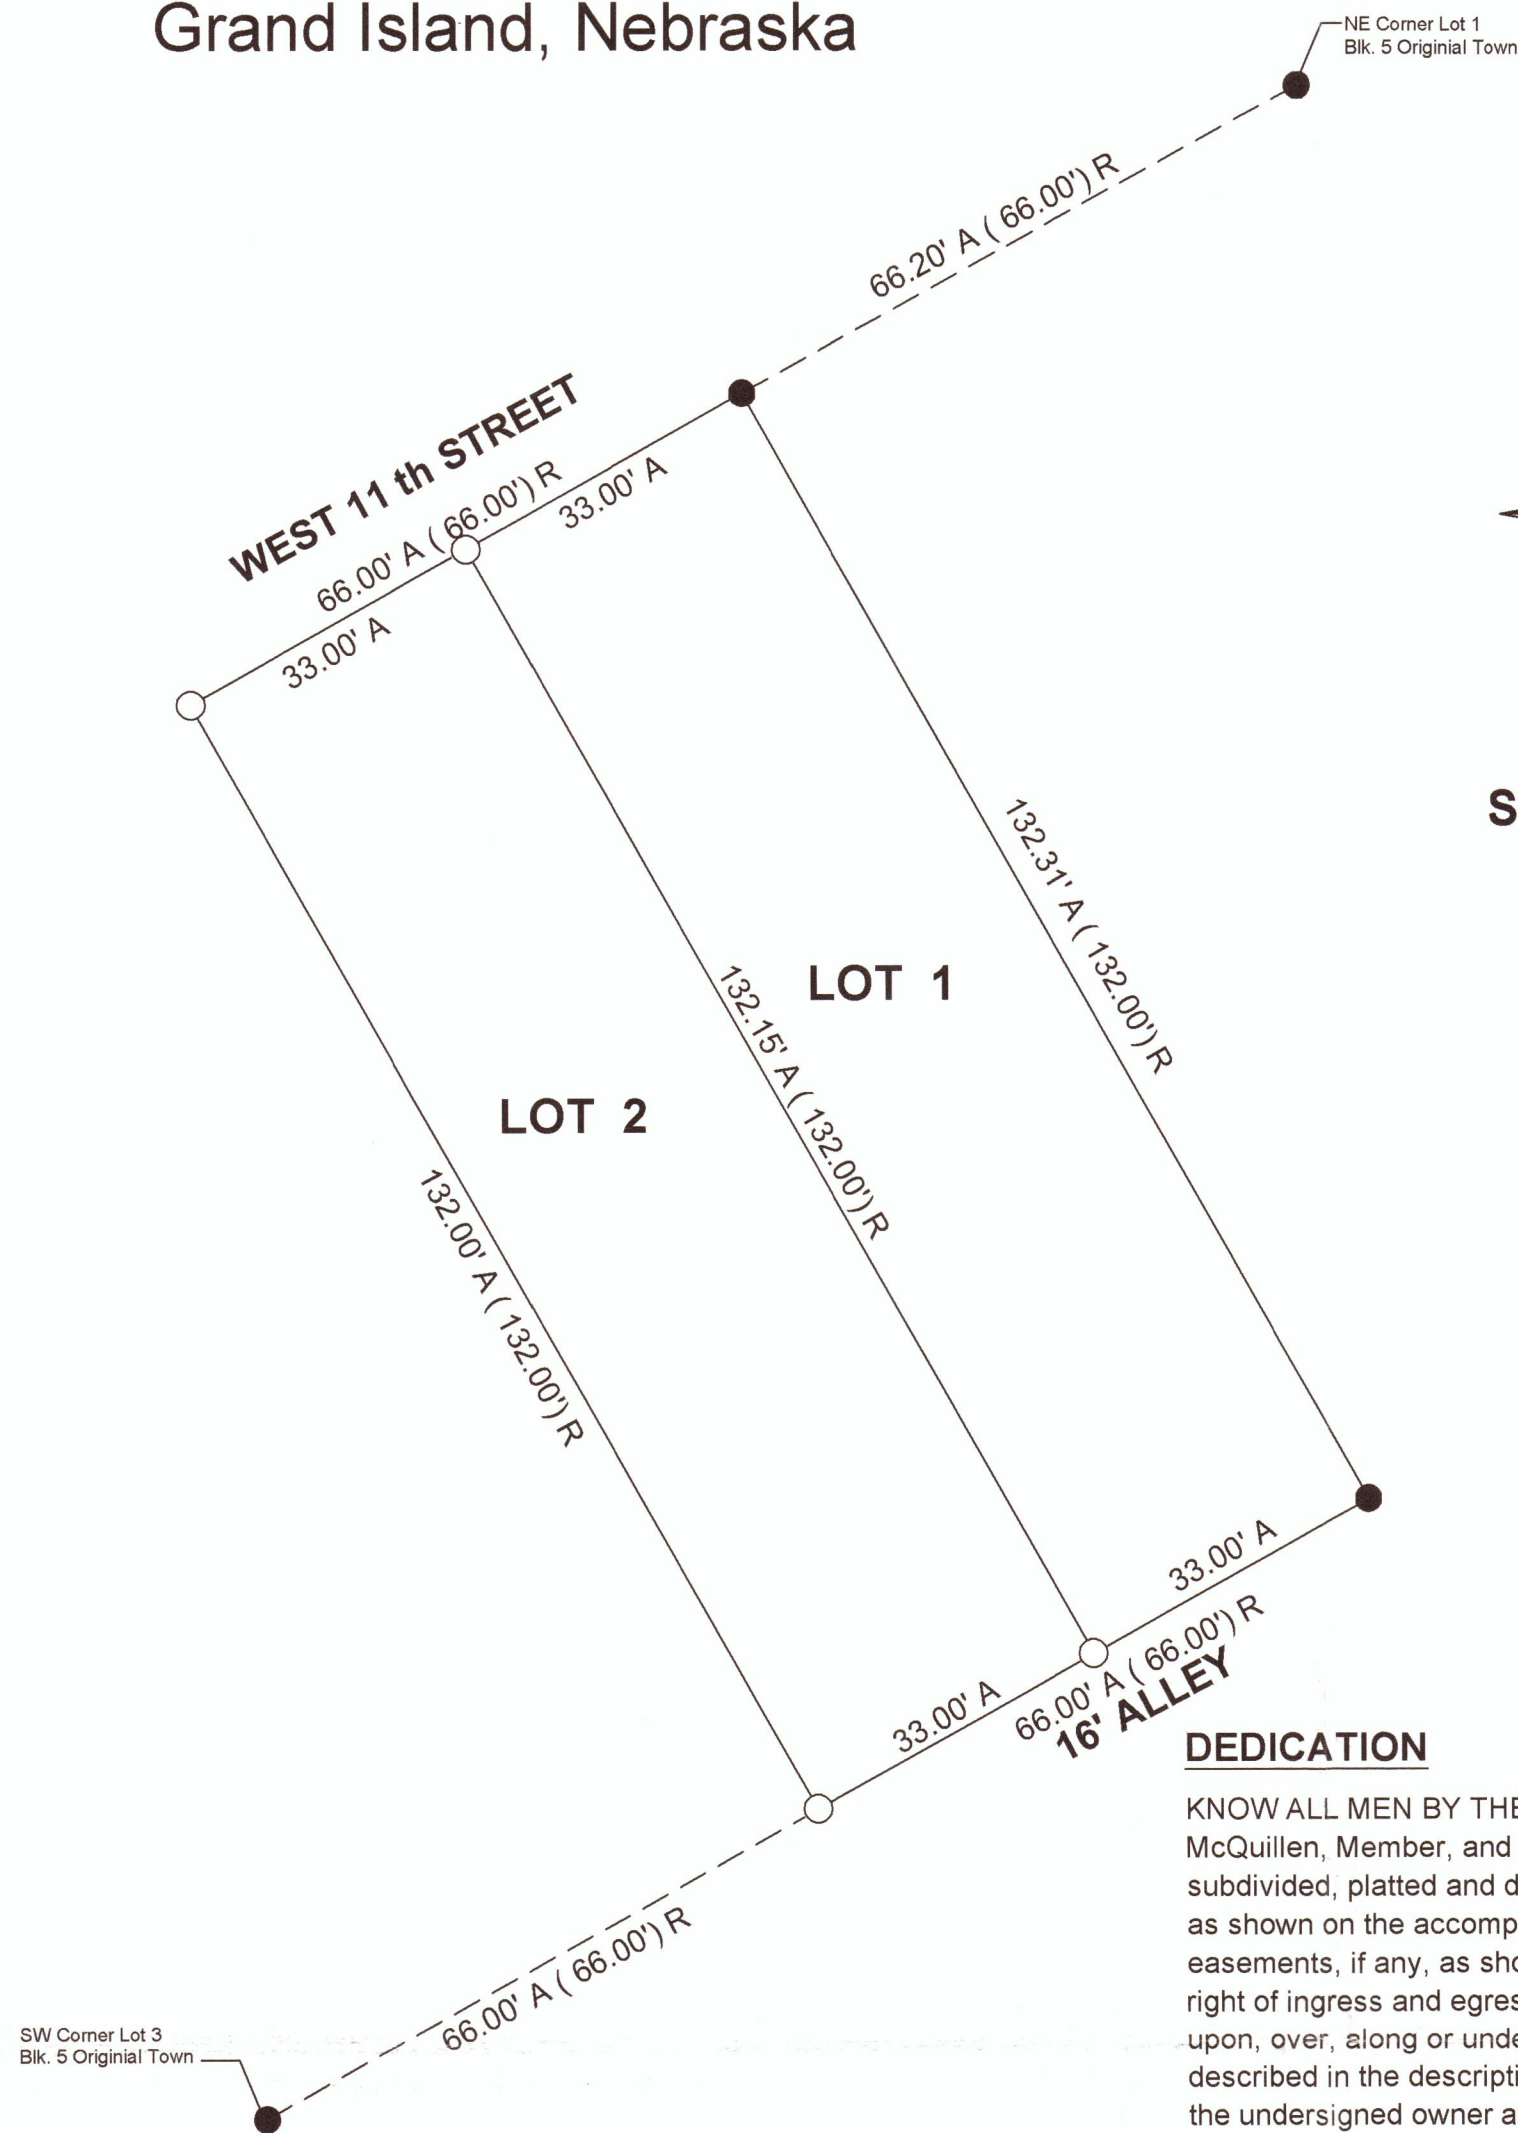 Grand Island, Nebraska
NE Corner Lot 1
Blk. 5 Originial Town
66.20' A ( 66.00') R
WEST 11 th STREET
66.00' A ( 66.00') R
33.00' A
33.00' A
S
132.31' A ( 132.00') R
LOT 1
132.15' A ( 132.00') R
LOT 2
132.00' A ( 132.00') R
33.00' A
33.00' A
66.00' A ( 66.00') R
16' ALLEY
66.00' A ( 66.00') R
SW Corner Lot 3
Blk. 5 Originial Town
DEDICATION
KNOW ALL MEN BY THE
McQuillen, Member, and
subdivided, platted and d
as shown on the accomp
easements, if any, as sho
right of ingress and egres
upon, over, along or unde
described in the descripti
the undersigned owner a